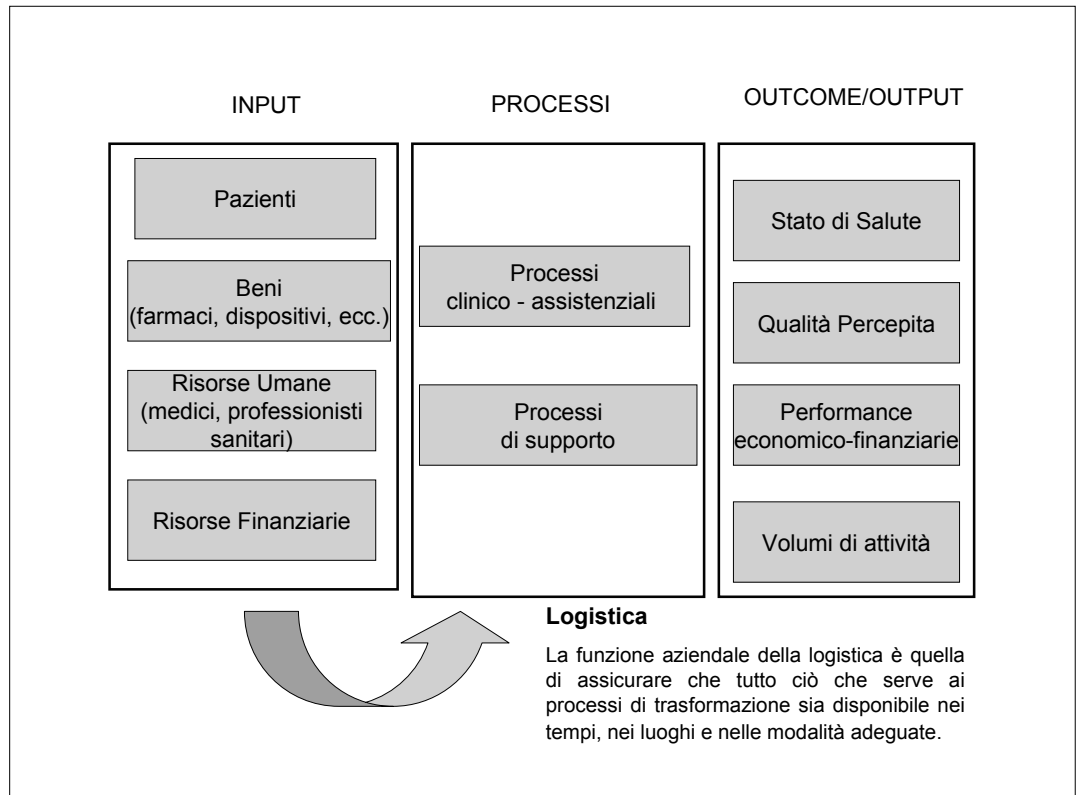 INPUT
PROCESSI
OUTCOME/OUTPUT
Pazienti
Beni
(farmaci, dispositivi, ecc.)
Risorse Umane
(medici, professionisti
sanitari)
Risorse Finanziarie
Processi
clinico - assistenziali
Processi
di supporto
Stato di Salute
Qualità Percepita
Performance
economico-finanziarie
Volumi di attività
Logistica
La funzione aziendale della logistica è quella
di assicurare che tutto ciò che serve ai
processi di trasformazione sia disponibile nei
tempi, nei luoghi e nelle modalità adeguate.